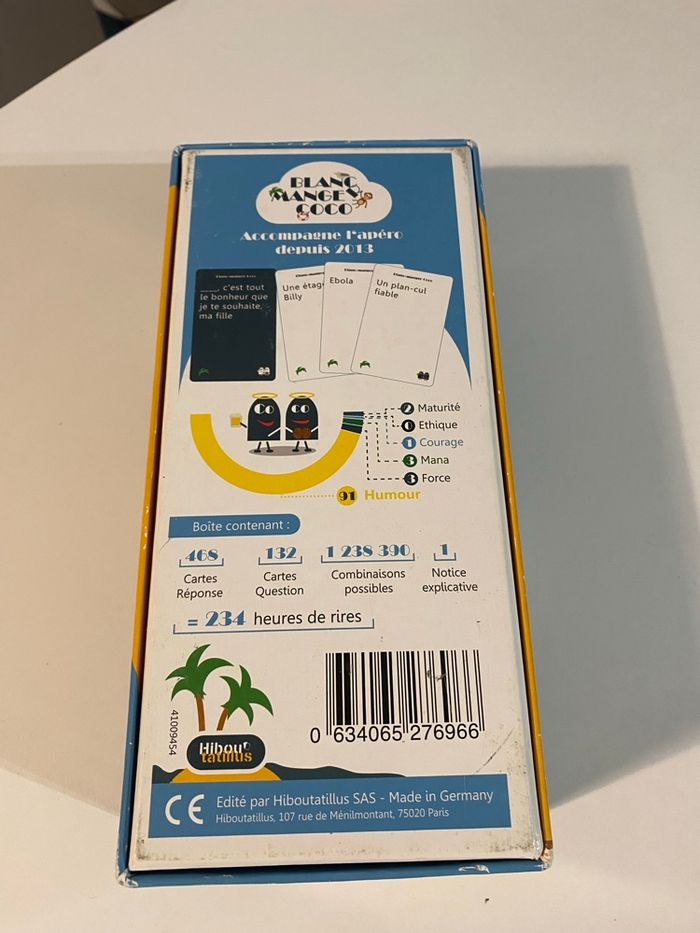 BLANC
MANGER
COCO
Accompagne l'apéro
depuis 2013
____, c'est tout
le bonheur que
je te souhaite,
ma fille
Une étag
Billy
Ebola
Un plan-cul
fiable
Co co
2 Maturité
0 Ethique
1 Courage
3 Mana
3 Force
91 Humour
Boîte contenant :
468 132 1 238 390 1
Cartes Cartes Combinaisons Notice
Réponse Question possibles explicative
= 234 heures de rires
41009454
Hibou
tatillus
0 634065 276966
CE Edité par Hiboutatillus SAS - Made in Germany
Hiboutatillus, 107 rue de Ménilmontant, 75020 Paris